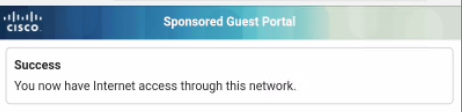 CISCO
Sponsored Guest Portal
Success
You now have Internet access through this network.